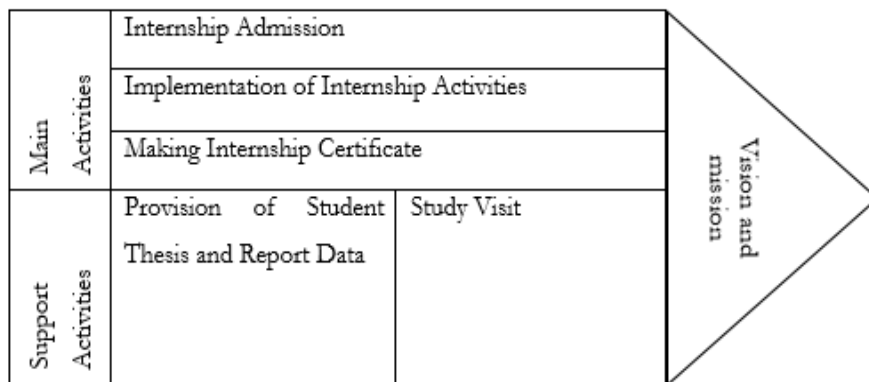 Main
Activities
Internship Admission
Implementation of Internship Activities
Making Internship Certificate
Support
Activities
Provision of Student
Thesis and Report Data
Study Visit
Vision and
mission